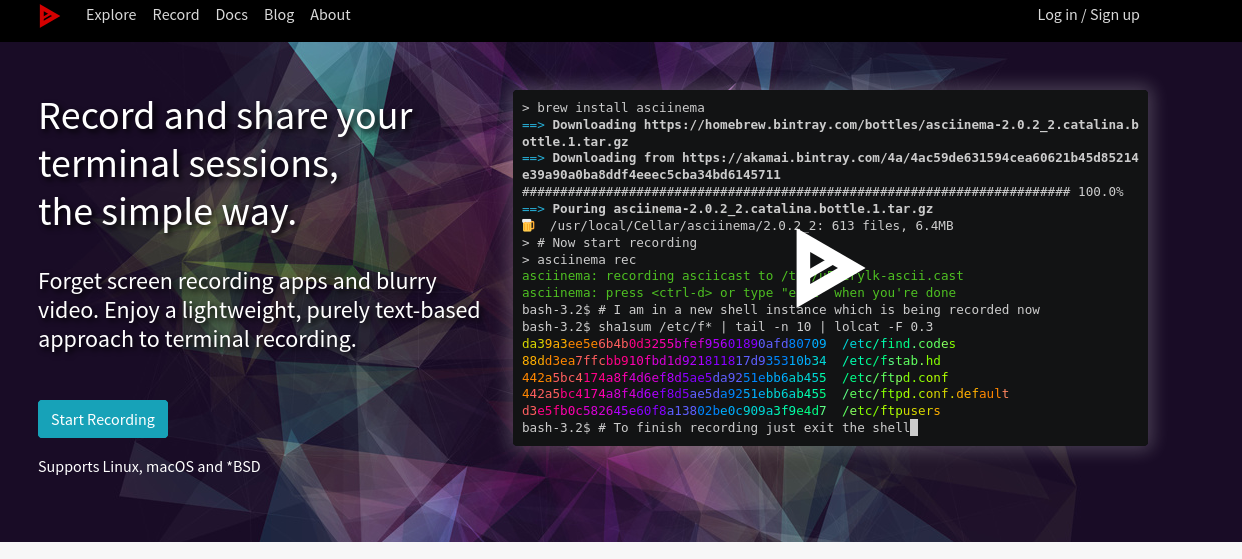 Explore Record Docs Blog About Log in / Sign up
Record and share your
terminal sessions,
the simple way.
Forget screen recording apps and blurry
video. Enjoy a lightweight, purely text-based
approach to terminal recording.
Start Recording
Supports Linux, macOS and *BSD
> brew install asciinema
==> Downloading https://homebrew.bintray.com/bottles/asciinema-2.0.2_2.catalina.b
ottle.1.tar.gz
==> Downloading from https://akamai.bintray.com/4a/4ac59de631594cea60621b45d85214
e39a90a0ba8ddf4eeec5cba34bd6145711
######################################################################## 100.0%
==> Pouring asciinema-2.0.2_2.catalina.bottle.1.tar.gz
/usr/local/Cellar/asciinema/2.0.2_2: 613 files, 6.4MB
> # Now start recording
> asciinema rec
asciinema: recording asciicast to
asciinema: press <ctrl-d> or type when you're done
bash-3.2$ # I am in a new shell instance which is being recorded now
bash-3.2$ sha1sum /etc/f* | tail -n 10 | lolcat -F 0.3
da39a3ee5e6b4b0d3255bfef95601890afd80709 /etc/find.codes
88dd3ea7ffcbb910fbd1d921811817d935310b34 /etc/fstab.hd
442a5bc4174a8f4d6ef8d5ae5da9251ebb6ab455 /etc/ftpd.conf
442a5bc4174a8f4d6ef8d5ae5da9251ebb6ab455 /etc/ftpd.conf.default
d3e5fb0c582645e60f8a13802be0c909a3f9e4d7 /etc/ftpusers
bash-3.2$ # To finish recording just exit the shell